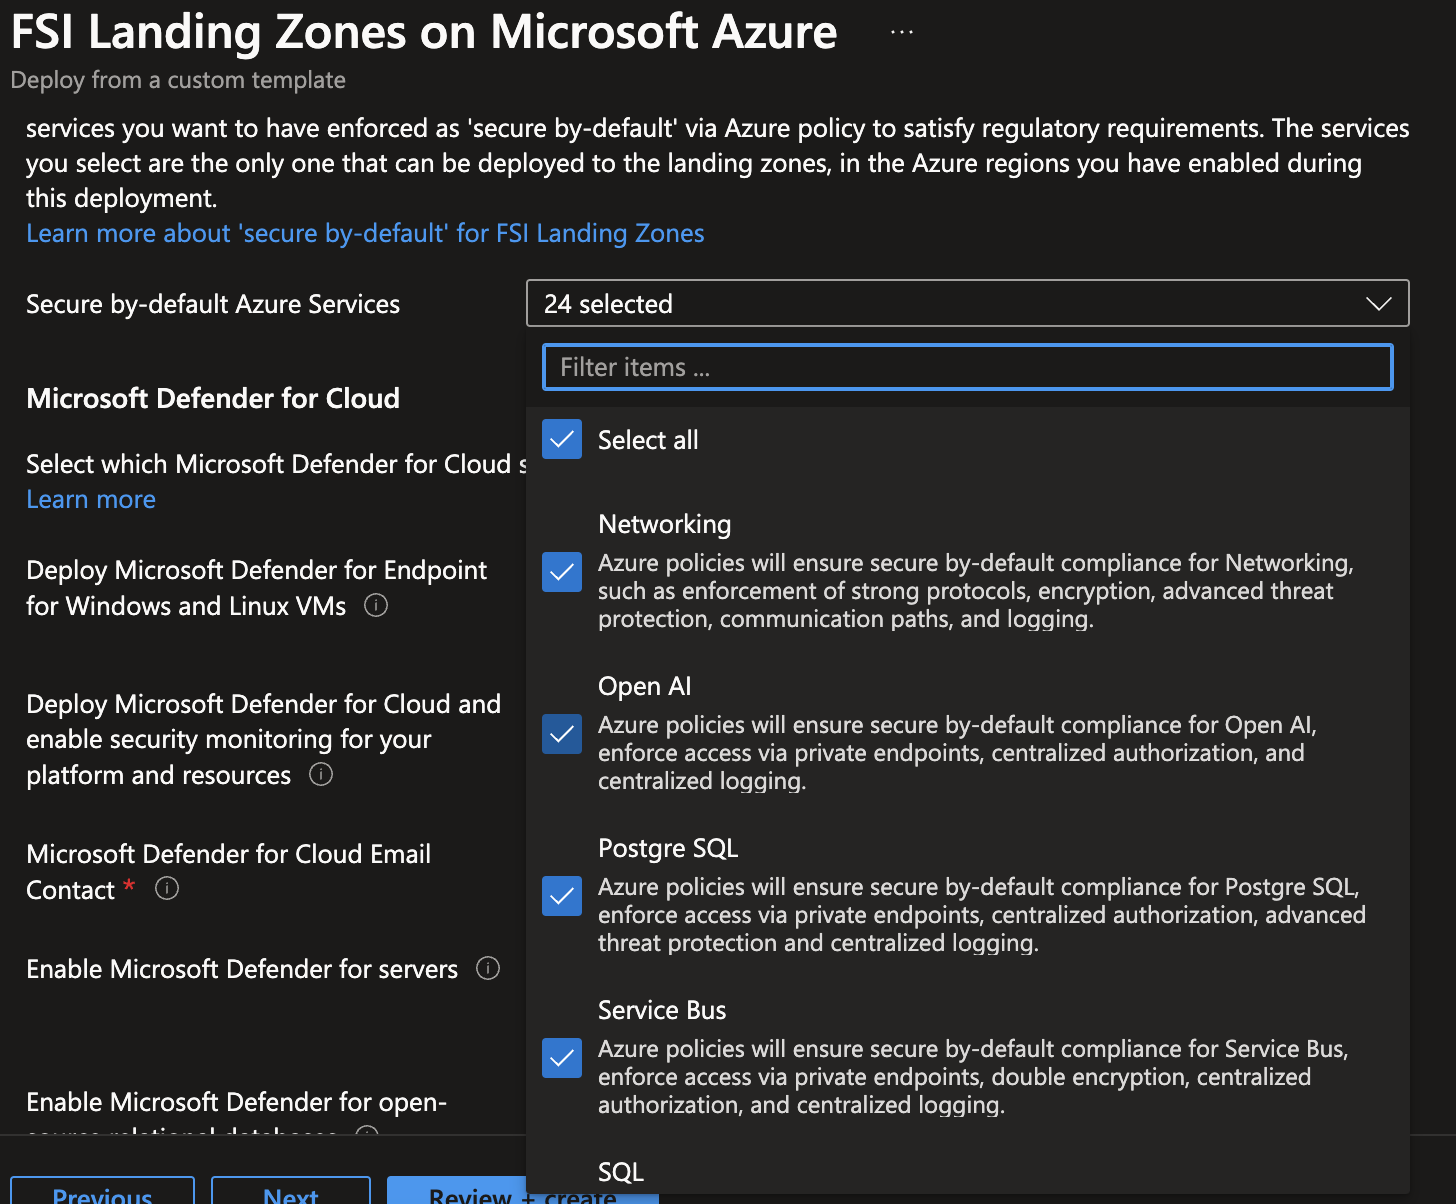 FSI Landing Zones on Microsoft Azure ...
Deploy from a custom template
services you want to have enforced as 'secure by-default' via Azure policy to satisfy regulatory requirements. The services
you select are the only one that can be deployed to the landing zones, in the Azure regions you have enabled during
this deployment.
Learn more about 'secure by-default' for FSI Landing Zones
Secure by-default Azure Services
24 selected
Filter items ...
Select all
Networking
Azure policies will ensure secure by-default compliance for Networking,
such as enforcement of strong protocols, encryption, advanced threat
protection, communication paths, and logging.
Open AI
Azure policies will ensure secure by-default compliance for Open AI,
enforce access via private endpoints, centralized authorization, and
centralized logging.
Postgre SQL
Azure policies will ensure secure by-default compliance for Postgre SQL,
enforce access via private endpoints, centralized authorization, advanced
threat protection and centralized logging.
Service Bus
Azure policies will ensure secure by-default compliance for Service Bus,
enforce access via private endpoints, double encryption, centralized
authorization, and centralized logging.
SQL
Microsoft Defender for Cloud
Select which Microsoft Defender for Cloud s
Learn more
Deploy Microsoft Defender for Endpoint
for Windows and Linux VMs
Deploy Microsoft Defender for Cloud and
enable security monitoring for your
platform and resources
Microsoft Defender for Cloud Email
Contact *
Enable Microsoft Defender for servers
Enable Microsoft Defender for open-
source relational databases
Previous
Next
Review + create